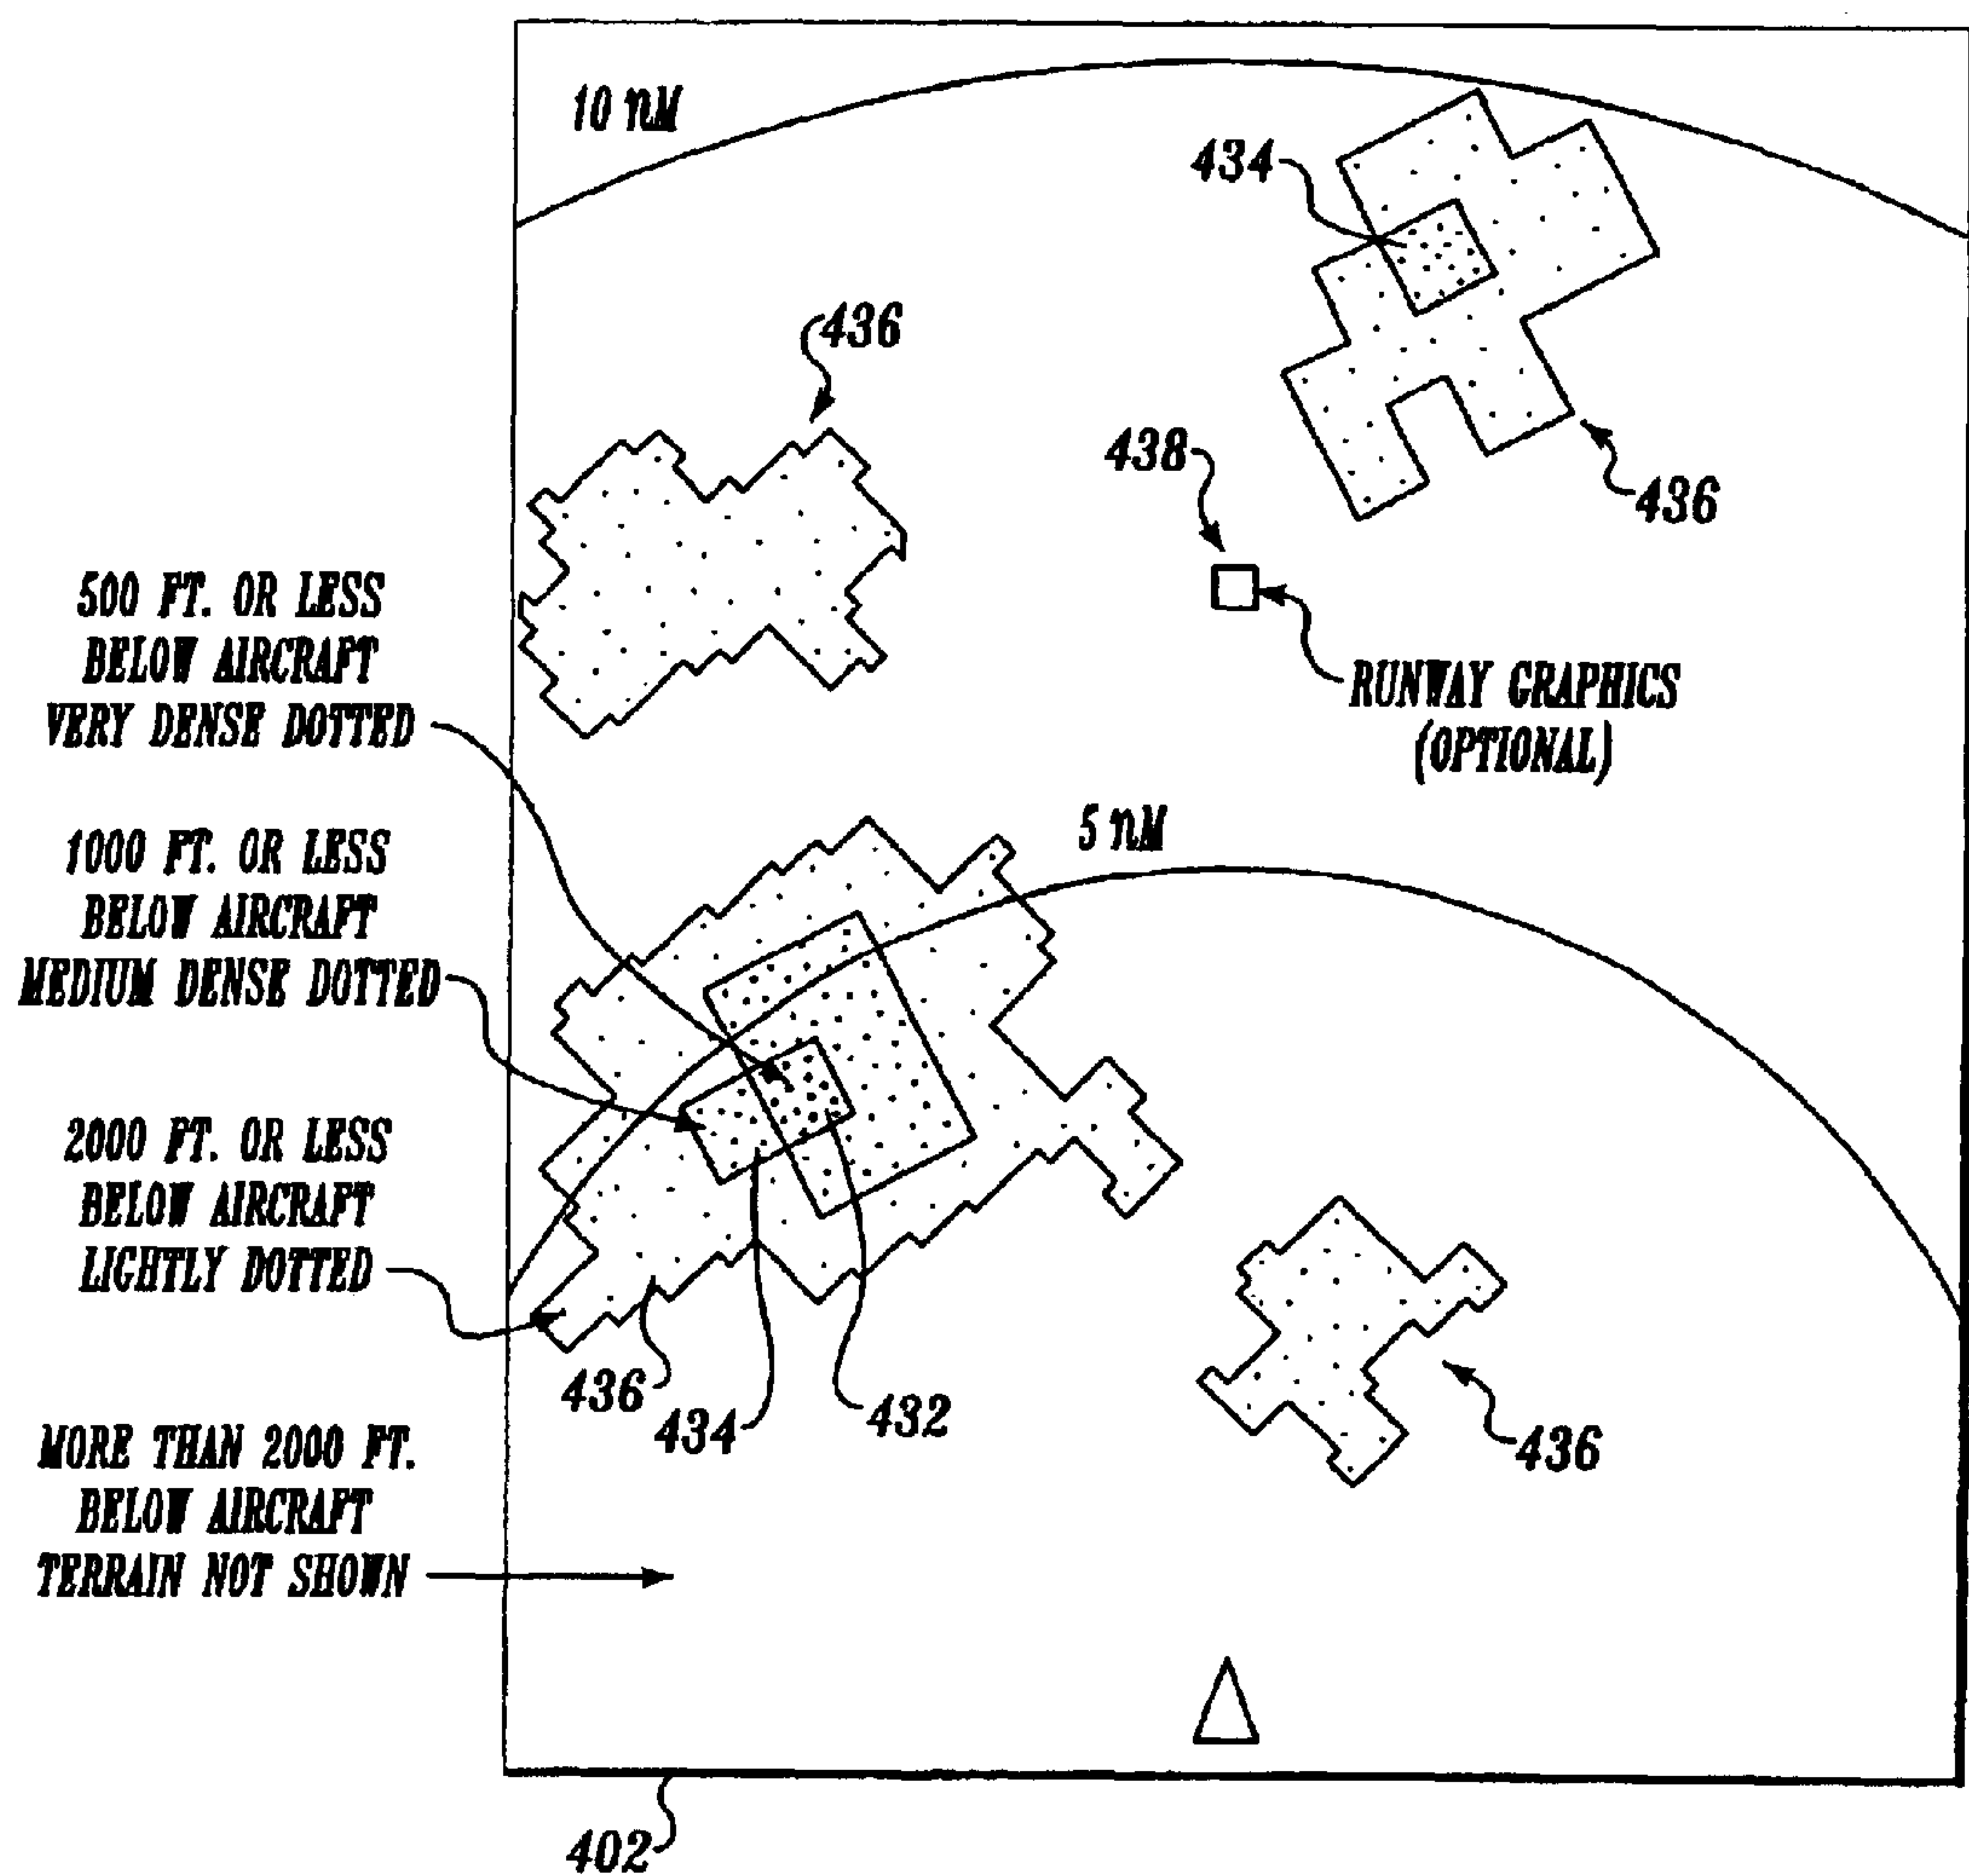 10 nM
434
436
438
436
500 FT. OR LESS
BELOW AIRCRAFT
VERY DENSE DOTTED
RUNWAY GRAPHICS
(OPTIONAL)
5 nM
1000 FT. OR LESS
BELOW AIRCRAFT
MEDIUM DENSE DOTTED
2000 FT. OR LESS
BELOW AIRCRAFT
LIGHTLY DOTTED
436
434
432
436
MORE THAN 2000 FT.
BELOW AIRCRAFT
TERRAIN NOT SHOWN
402